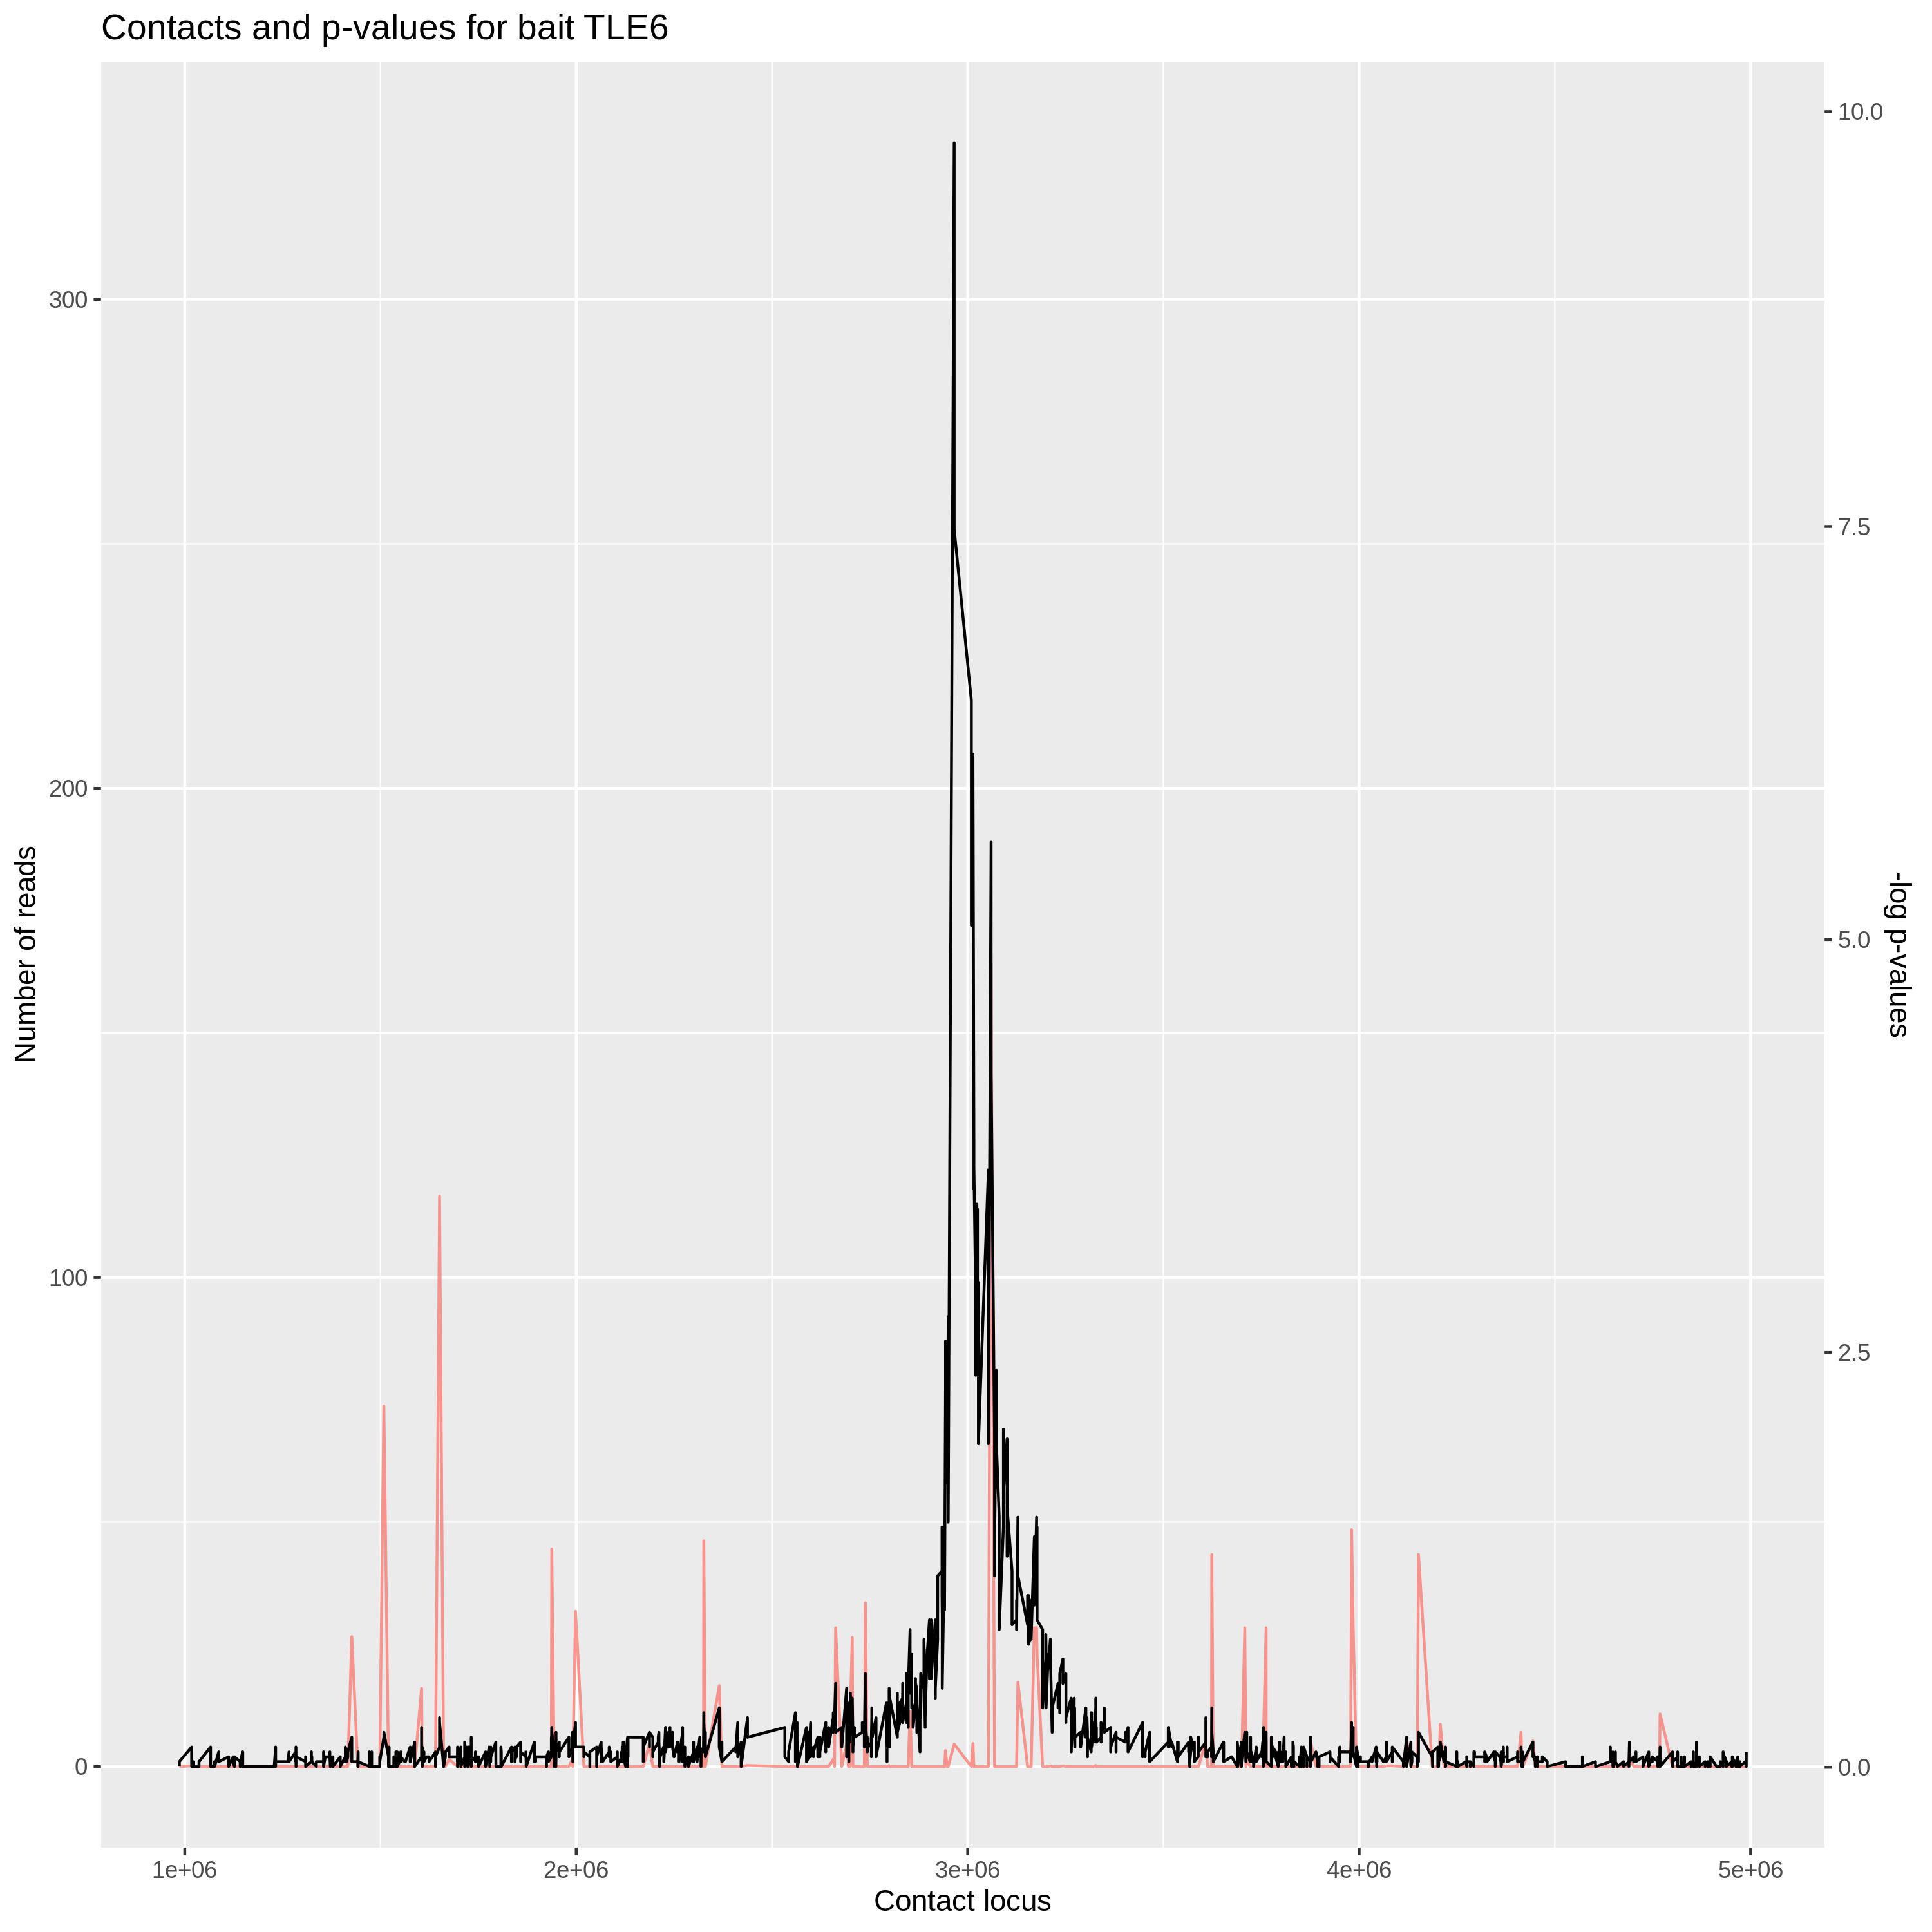 Contacts and p-values for bait TLE6
Number of reads
300
200
100
0
10.0
7.5
5.0
2.5
0.0
-log p-values
1e+06
2e+06
3e+06
4e+06
5e+06
Contact locus